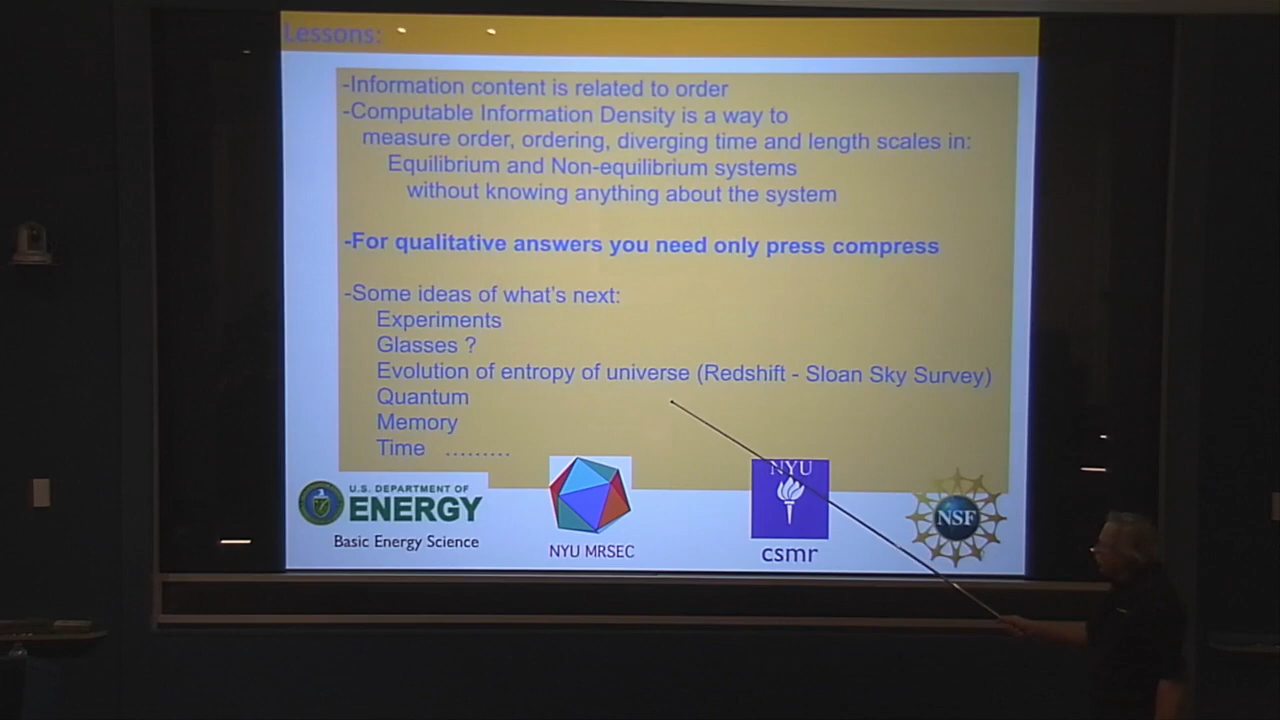 Lessons:
-Information content is related to order
-Computable Information Density is a way to
measure order, ordering, diverging time and length scales in:
Equilibrium and Non-equilibrium systems
without knowing anything about the system
-For qualitative answers you need only press compress
-Some ideas of what's next:
Experiments
Glasses ?
Evolution of entropy of universe (Redshift - Sloan Sky Survey)
Quantum
Memory
Time .........
U.S. DEPARTMENT OF
ENERGY
Basic Energy Science
NYU MRSEC
NYU
csmr
NSF